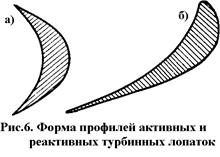 а)
б)
Рис.6. Форма профилей активных и
реактивных турбинных лопаток